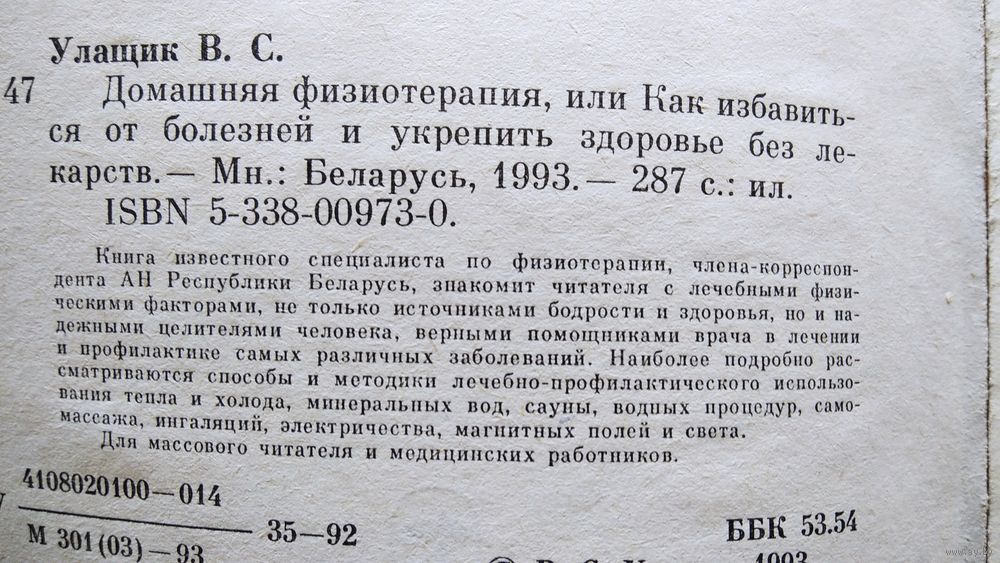 Улащик В. С.
47 Домашняя физиотерапия, или Как избавить-
ся от болезней и укрепить здоровье без ле-
карств.— Мн.: Беларусь, 1993.— 287 с.: ил.
ISBN 5-338-00973-0.
Книга известного специалиста по физиотерапии, члена-корреспон-
дента АН Республики Беларусь, знакомит читателя с лечебными физи-
ческими факторами, не только источниками бодрости и здоровья, но и на-
дежными целителями человека, верными помощниками врача в лечении
и профилактике самых различных заболеваний. Наиболее подробно рас-
сматриваются способы и методики лечебно-профилактического использо-
вания тепла и холода, минеральных вод, сауны, водных процедур, само-
массажа, ингаляций, электричества, магнитных полей и света.
Для массового читателя и медицинских работников.
4108020100—014
35—92
М 301(03)—93
ББК 53.54
1993